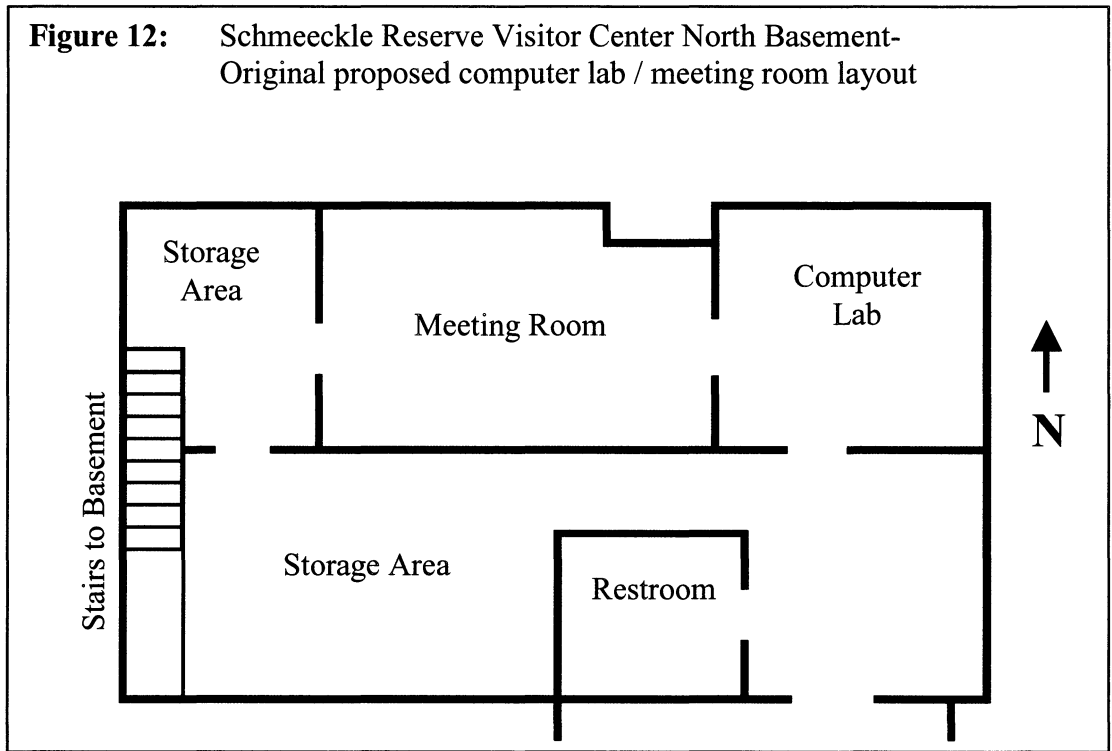 Figure 12: Schmeeckle Reserve Visitor Center North Basement-
Original proposed computer lab / meeting room layout
Storage
Area
Meeting Room
Computer
Lab
N
Stairs to Basement
Storage Area
Restroom